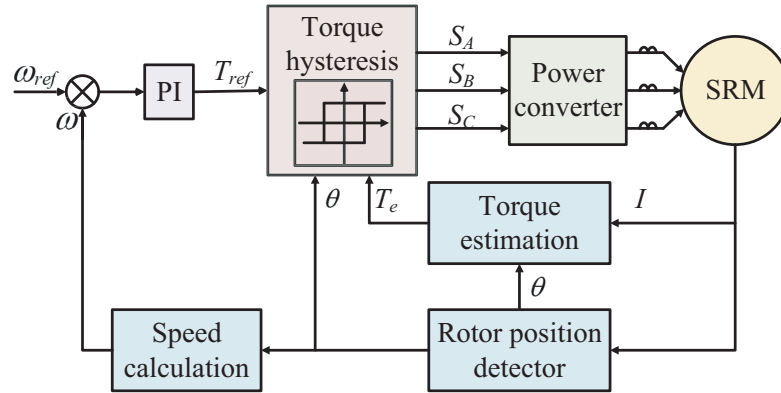 Torque
hysteresis
ω_ref
ω
PI
T_ref
S_A
S_B
S_C
Power
converter
SRM
θ
T_e
Torque
estimation
I
θ
Speed
calculation
Rotor position
detector